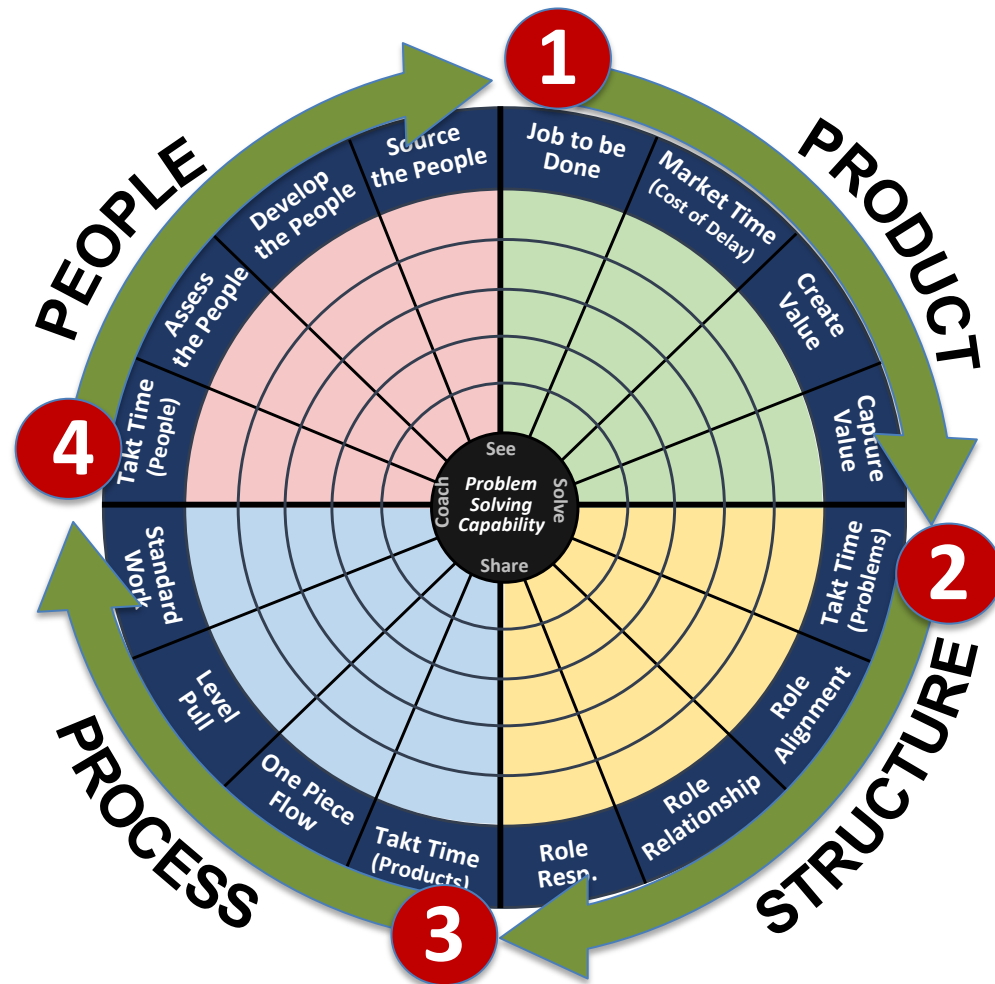 1
PRODUCT
Job to be
Done
Market Time
(Cost of Delay)
Create
Value
Capture
Value
2
STRUCTURE
Takt Time
(Problems)
Role
Alignment
Role
Relationship
Role
Resp.
3
PROCESS
Takt Time
(Products)
One Piece
Flow
Level
Pull
Standard
Work
4
PEOPLE
Takt Time
(People)
Assess
the People
Develop
the People
Source
the People
See
Solve
Share
Coach
Problem
Solving
Capability